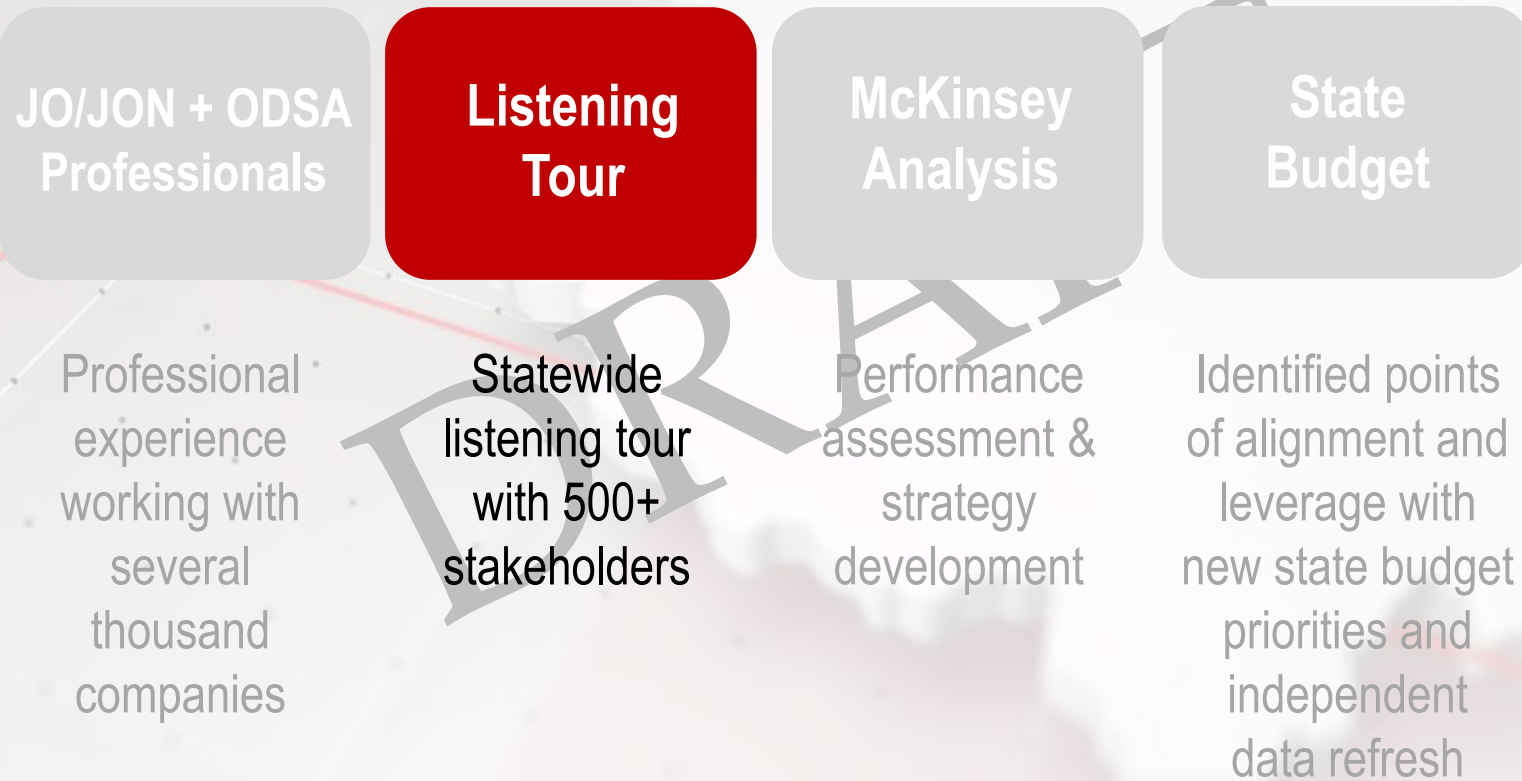 JO/JON + ODSA
Professionals
Professional
experience
working with
several
thousand
companies
Listening
Tour
Statewide
listening tour
with 500+
stakeholders
McKinsey
Analysis
Performance
assessment &
strategy
development
State
Budget
Identified points
of alignment and
leverage with
new state budget
priorities and
independent
data refresh
DRAFT